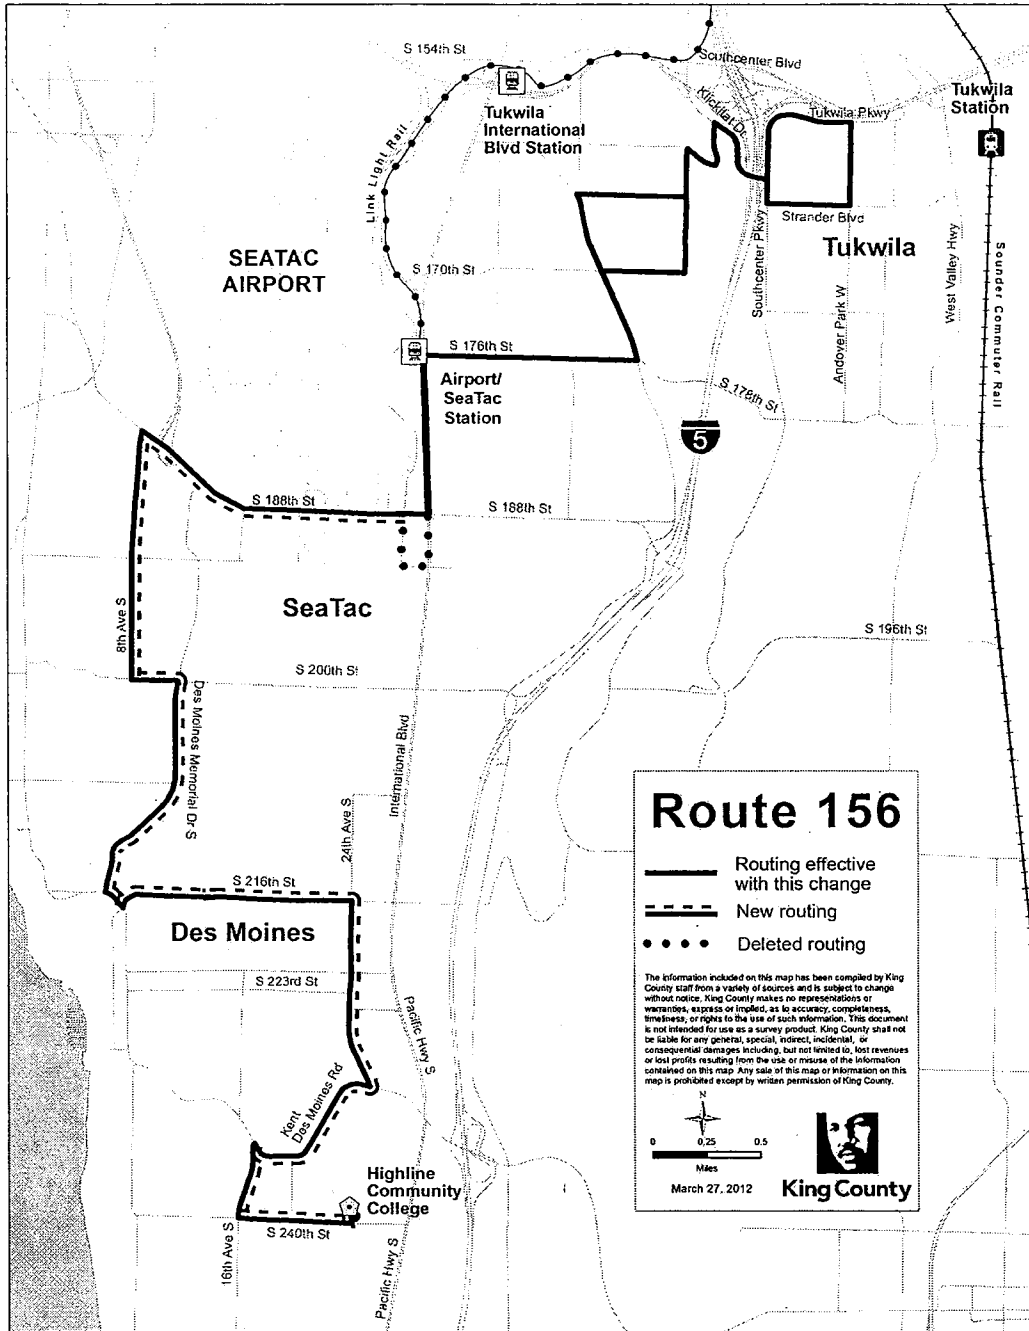 S 154th St
Southcenter Blvd
Tukwila
Station
Klickitat Dr
Tukwila Pkwy
Tukwila
International
Blvd Station
Link Light Rail
Strander Blvd
Tukwila
SEATAC
AIRPORT
S 170th St
Southcenter Pkwy
West Valley Hwy
Sounder Commuter Rail
Andover Park W
S 176th St
Airport/
SeaTac
Station
S 178th St
5
S 188th St
S 188th St
SeaTac
8th Ave S
S 196th St
S 200th St
Des Moines Memorial Dr S
International Blvd
24th Ave S
S 216th St
Des Moines
S 223rd St
Pacific Hwy S
Kent
Des Moines Rd
Highline
Community
College
S 240th St
16th Ave S
Pacific Hwy S
Route 156
Routing effective
with this change
New routing
Deleted routing
The information included on this map has been compiled by King
County staff from a variety of sources and is subject to change
without notice. King County makes no representations or
warranties, express or implied, as to accuracy, completeness,
timeliness, or rights to the use of such information. This document
is not intended for use as a survey product. King County shall not
be liable for any general, special, indirect, incidental, or
consequential damages including, but not limited to, lost revenues
or lost profits resulting from the use or misuse of the information
contained on this map. Any sale of this map or information on this
map is prohibited except by written permission of King County.
N
0 0.25 0.5
Miles
March 27, 2012
King County